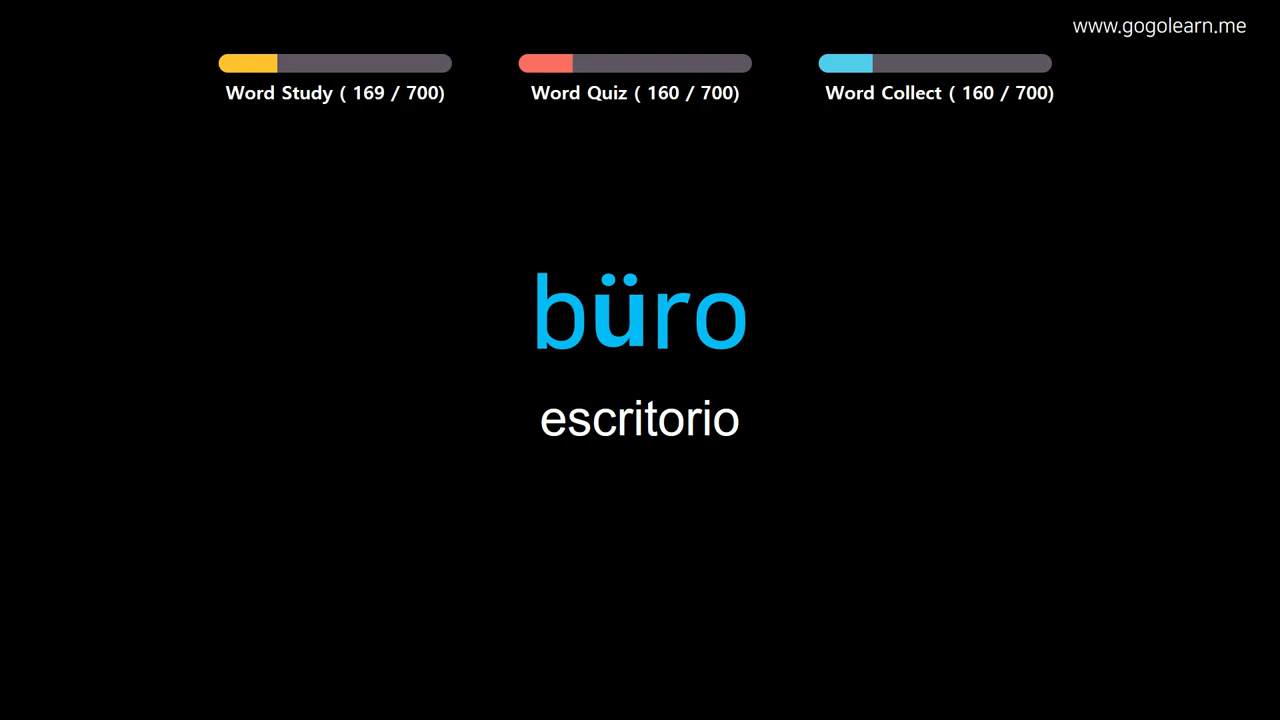 www.gogolearn.me
Word Study ( 169 / 700)
Word Quiz ( 160 / 700)
Word Collect ( 160 / 700)
büro
escritorio